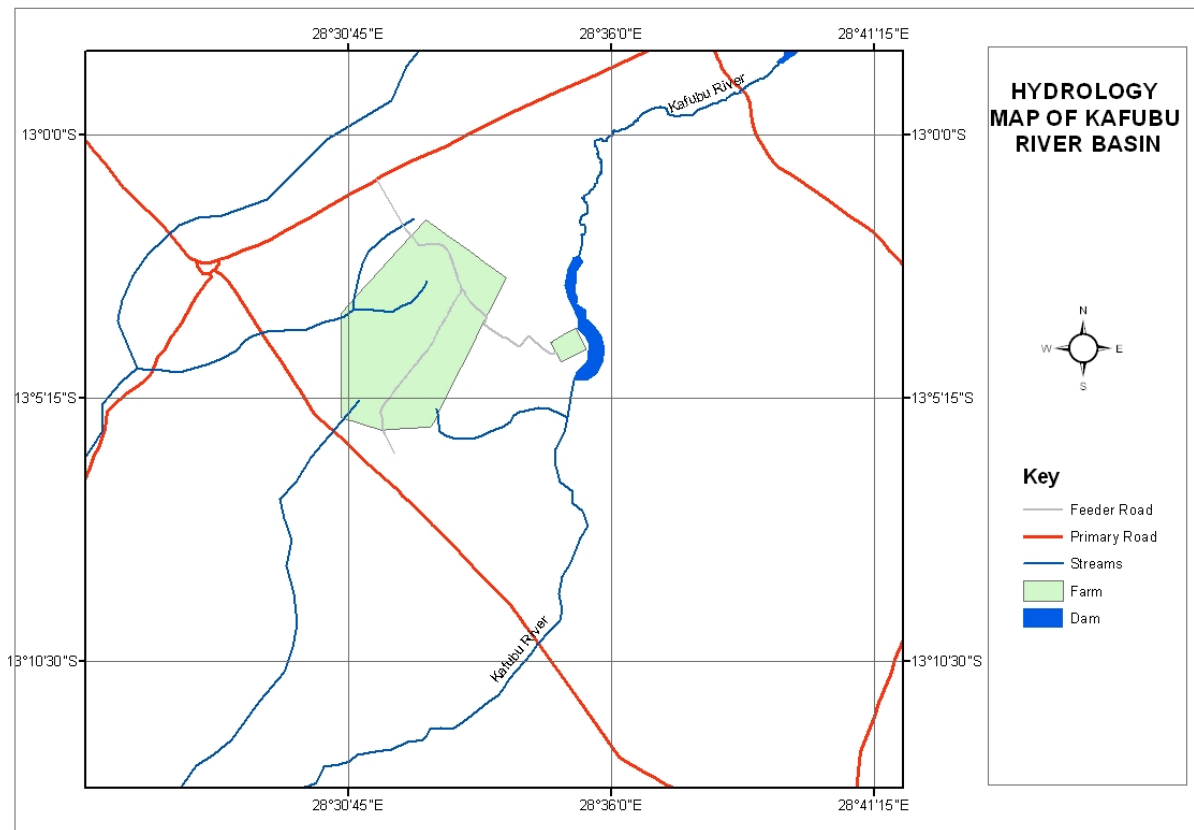 28°30'45"E
28°36'0"E
28°41'15"E
Kafubu River
13°0'0"S
13°0'0"S
13°5'15"S
13°5'15"S
Kafubu River
13°10'30"S
13°10'30"S
28°30'45"E
28°36'0"E
28°41'15"E
HYDROLOGY
MAP OF KAFUBU
RIVER BASIN
N
W
E
S
Key
Feeder Road
Primary Road
Streams
Farm
Dam